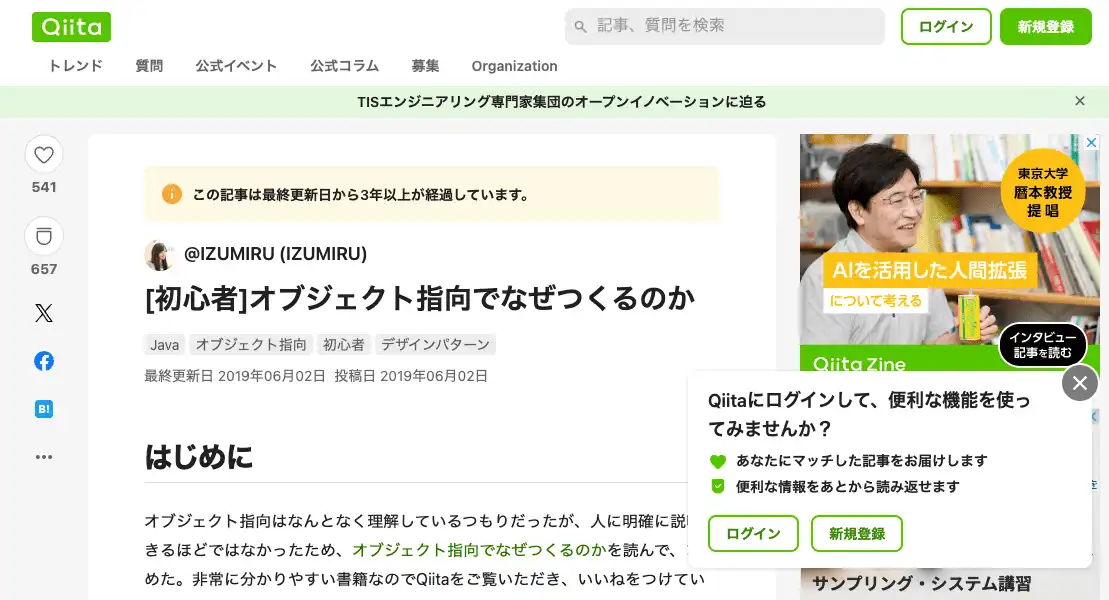 Qiita
記事、質問を検索
ログイン
新規登録
トレンド
質問
公式イベント
公式コラム
募集
Organization
TISエンジニアリング専門家集団のオープンイノベーションに迫る
541
657
B!
この記事は最終更新日から3年以上が経過しています。
@IZUMIRU (IZUMIRU)
[初心者]オブジェクト指向でなぜつくるのか
Java
オブジェクト指向
初心者
デザインパターン
最終更新日 2019年06月02日 投稿日 2019年06月02日
はじめに
オブジェクト指向はなんとなく理解しているつもりだったが、人に明確に説
きるほどではなかったため、オブジェクト指向でなぜつくるのかを読んで、
めた。非常に分かりやすい書籍なのでQiitaをご覧いただき、いいねをつけてい
東京大学
暦本教授
提唱
AIを活用した人間拡張
について考える
インタビュー
記事を読む
Qiita Zine
Qiitaにログインして、便利な機能を使っ
てみませんか？
あなたにマッチした記事をお届けします
便利な情報をあとから読み返せます
ログイン
新規登録
サンプリング・システム講習